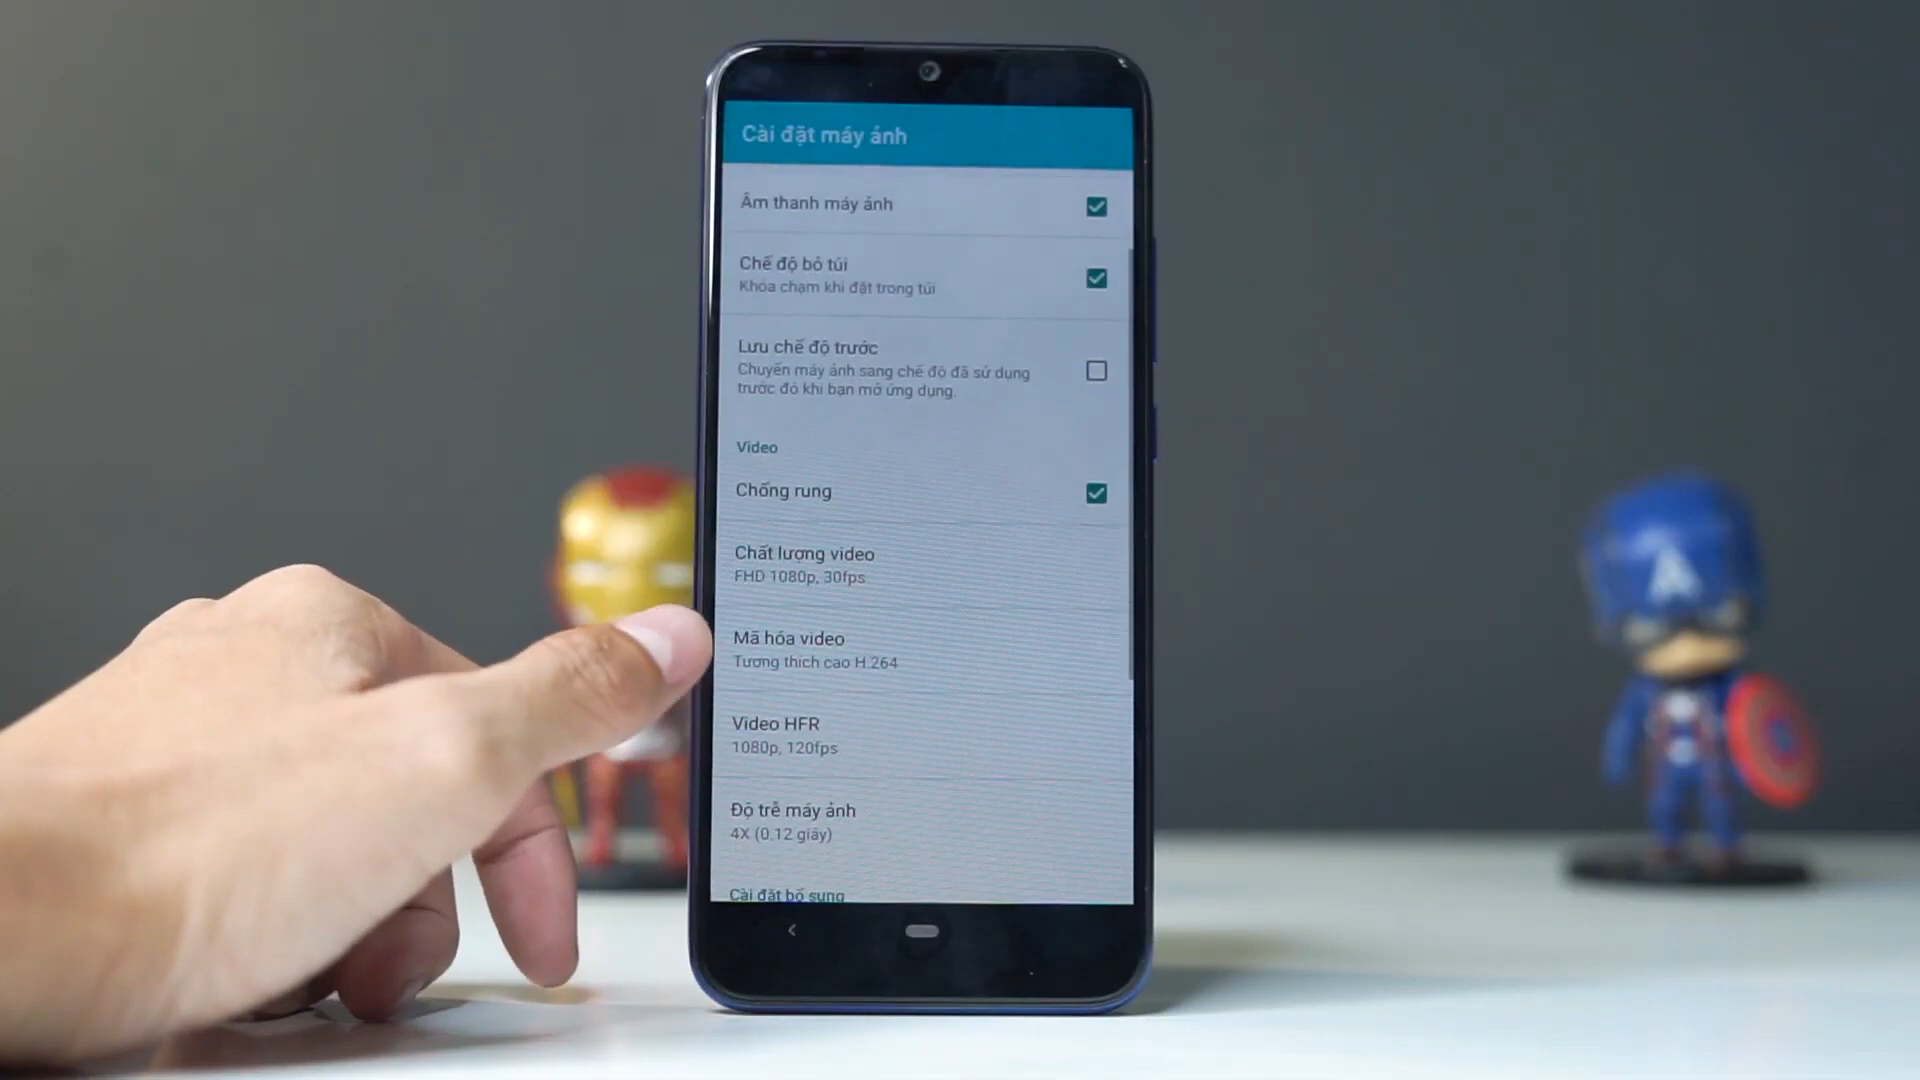 Cài đặt máy ảnh
Âm thanh máy ảnh
Chế độ bỏ túi
Khóa chạm khi đặt trong túi
Lưu chế độ trước
Chuyển máy ảnh sang chế độ đã sử dụng
trước đó khi bạn mở ứng dụng.
Video
Chống rung
Chất lượng video
FHD 1080p, 30fps
Mã hóa video
Tương thích cao H.264
Video HFR
1080p, 120fps
Độ trễ máy ảnh
4X (0.12 giây)
Cài đặt bổ sung
A